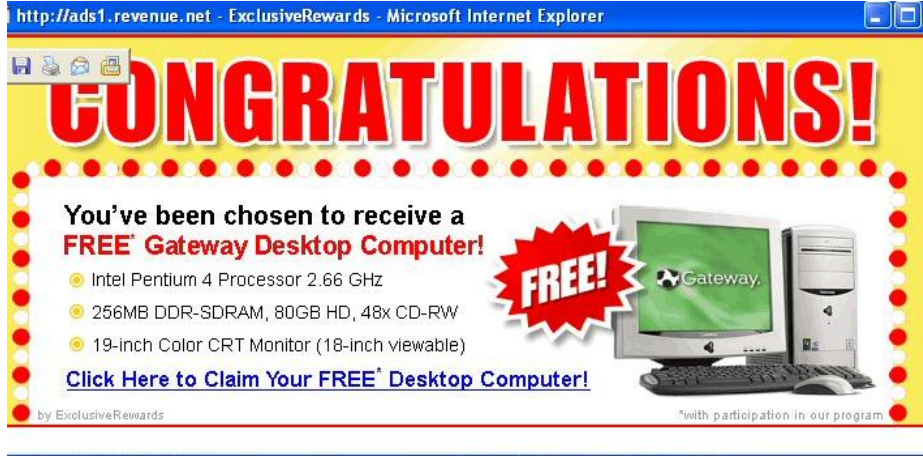 http://ads1.revenue.net - ExclusiveRewards - Microsoft Internet Explorer
CONGRATULATIONS!
You've been chosen to receive a
FREE* Gateway Desktop Computer!
Intel Pentium 4 Processor 2.66 GHz
256MB DDR-SDRAM, 80GB HD, 48x CD-RW
19-inch Color CRT Monitor (18-inch viewable)
Click Here to Claim Your FREE* Desktop Computer!
FREE!
Gateway.
by ExclusiveRewards
*with participation in our program